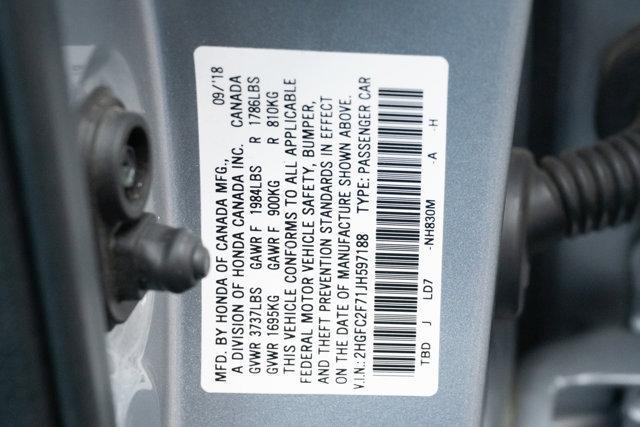 MFD. BY HONDA OF CANADA MFG., 09/'18
A DIVISION OF HONDA CANADA INC. CANADA
GVWR 3737LBS GAWR F 1984LBS R 1786LBS
GVWR 1695KG GAWR F 900KG R 810KG
THIS VEHICLE CONFORMS TO ALL APPLICABLE
FEDERAL MOTOR VEHICLE SAFETY, BUMPER,
AND THEFT PREVENTION STANDARDS IN EFFECT
ON THE DATE OF MANUFACTURE SHOWN ABOVE.
V.I.N.: 2HGFC2F71JH597188 TYPE: PASSENGER CAR
TBD J LD7 -NH830M -A -H